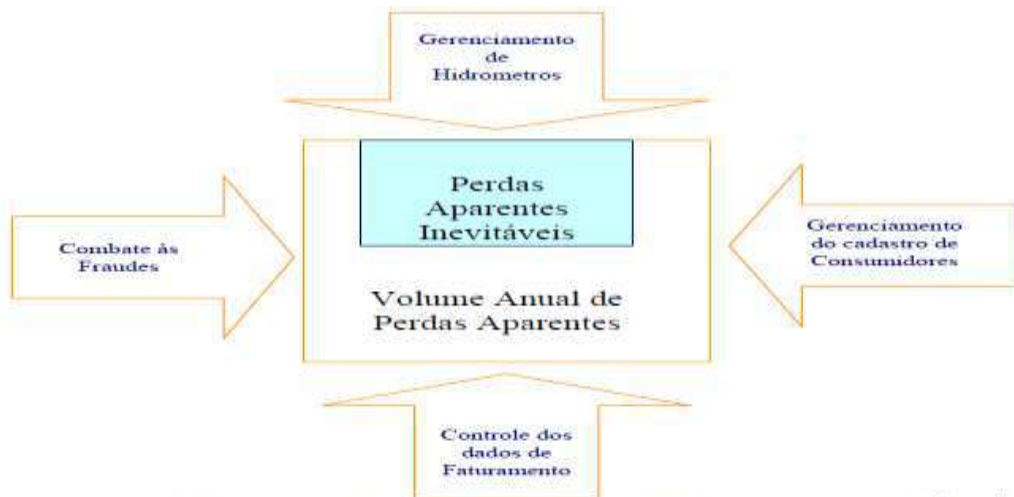 Gerenciamento
de
Hidrometros
Perdas
Aparentes
Inevitáveis
Combate às
Fraudes
Gerenciamento
do cadastro de
Consumidores
Volume Anual de
Perdas Aparentes
Controle dos
dados de
Faturamento